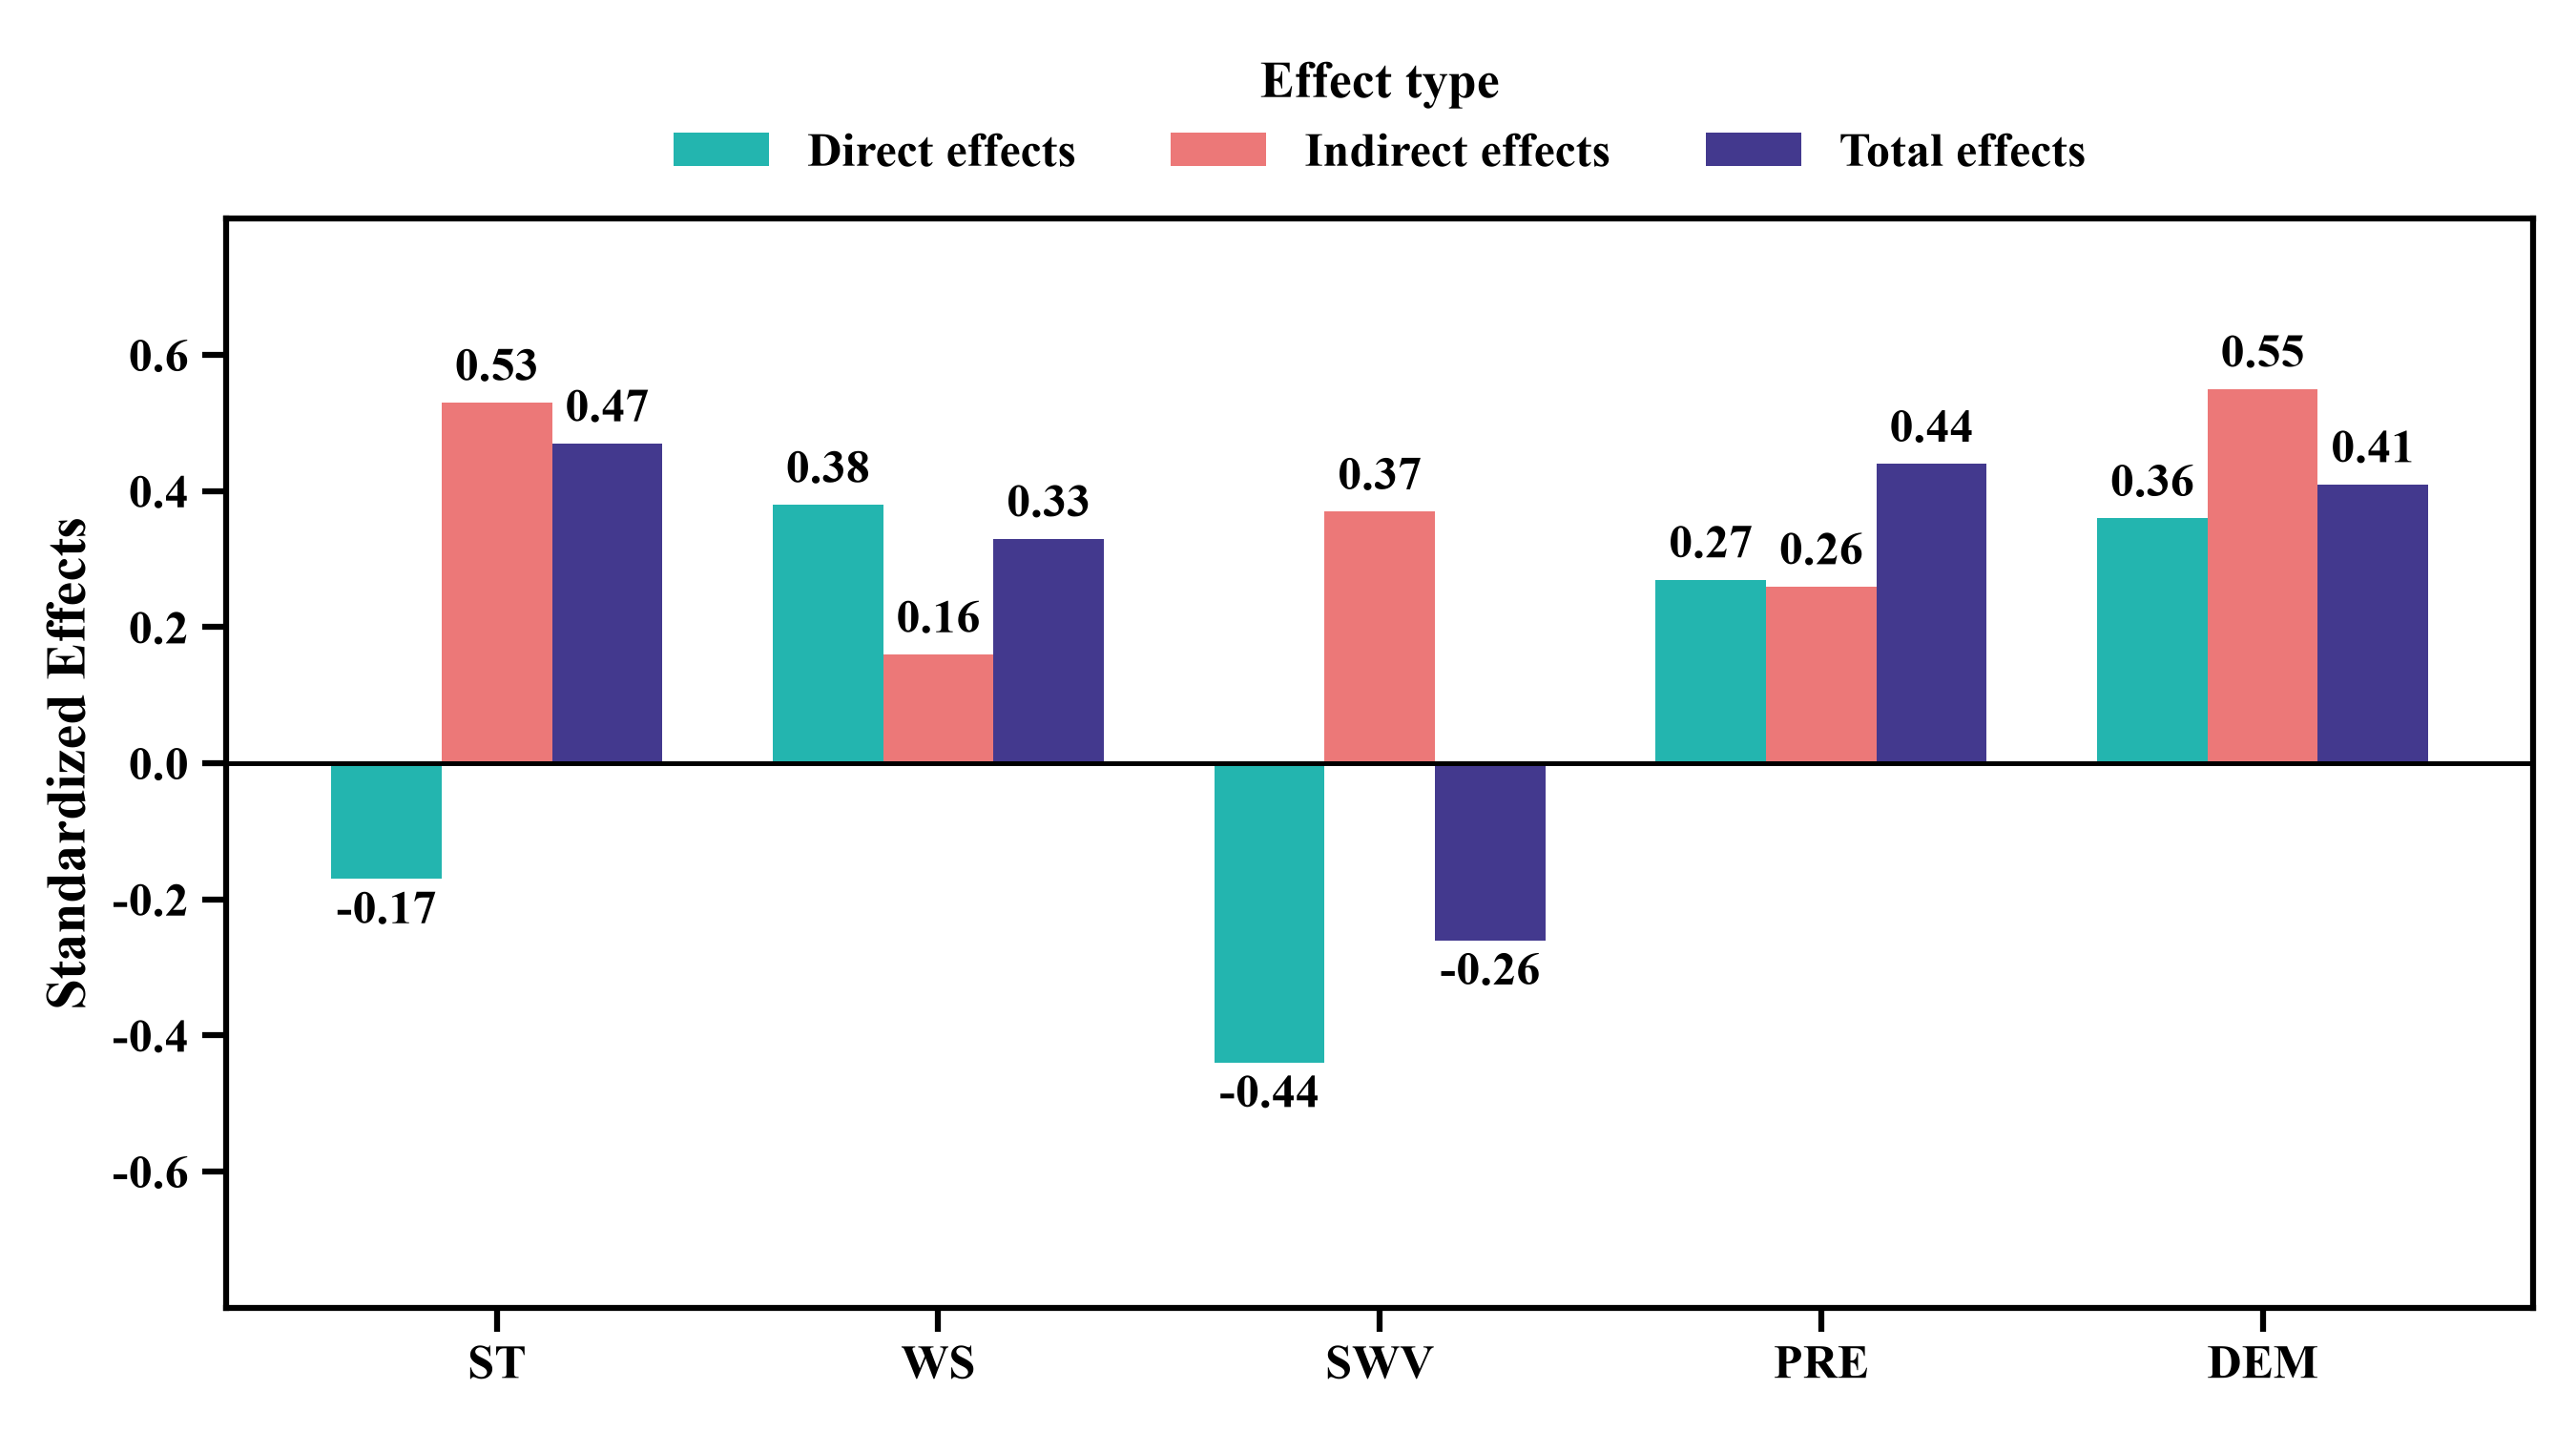 Effect type
Direct effects
Indirect effects
Total effects
Standardized Effects
0.6
0.4
0.2
0.0
-0.2
-0.4
-0.6
-0.17
0.53
0.47
0.38
0.16
0.33
-0.44
0.37
-0.26
0.27
0.26
0.44
0.36
0.55
0.41
ST
WS
SWV
PRE
DEM